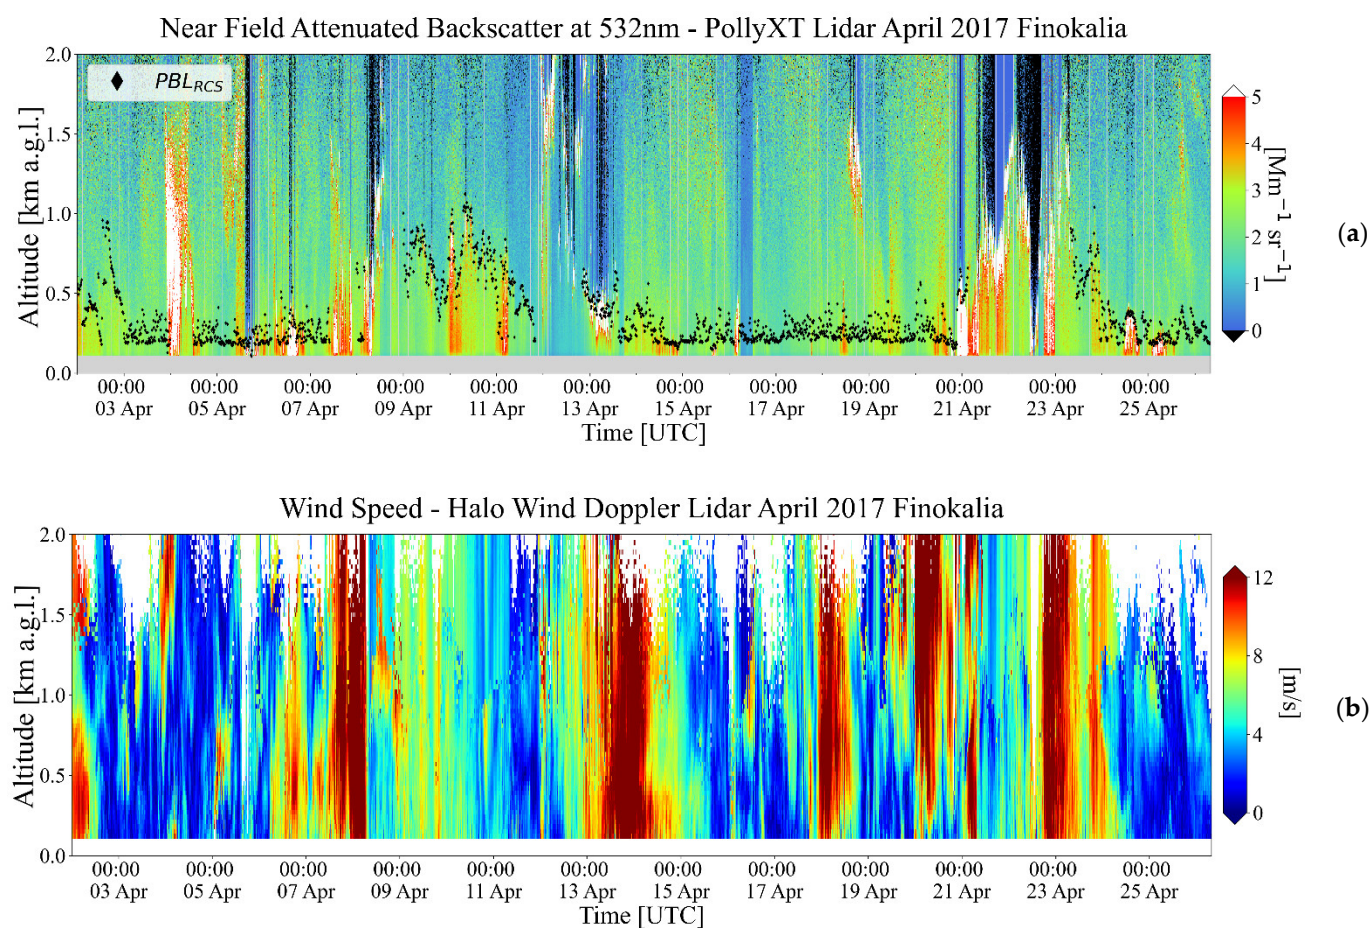 Near Field Attenuated Backscatter at 532nm - PollyXT Lidar April 2017 Finokalia
Altitude [km a.g.l.]
2.0
1.5
1.0
0.5
0.0
PBL_RCS
00:00 00:00 00:00 00:00 00:00 00:00 00:00 00:00 00:00 00:00 00:00 00:00
03 Apr 05 Apr 07 Apr 09 Apr 11 Apr 13 Apr 15 Apr 17 Apr 19 Apr 21 Apr 23 Apr 25 Apr
Time [UTC]
5
4
3
2
1
0
[Mm⁻¹ sr⁻¹]
(a)
Wind Speed - Halo Wind Doppler Lidar April 2017 Finokalia
Altitude [km a.g.l.]
2.0
1.5
1.0
0.5
0.0
00:00 00:00 00:00 00:00 00:00 00:00 00:00 00:00 00:00 00:00 00:00 00:00
03 Apr 05 Apr 07 Apr 09 Apr 11 Apr 13 Apr 15 Apr 17 Apr 19 Apr 21 Apr 23 Apr 25 Apr
Time [UTC]
12
8
4
0
[m/s]
(b)